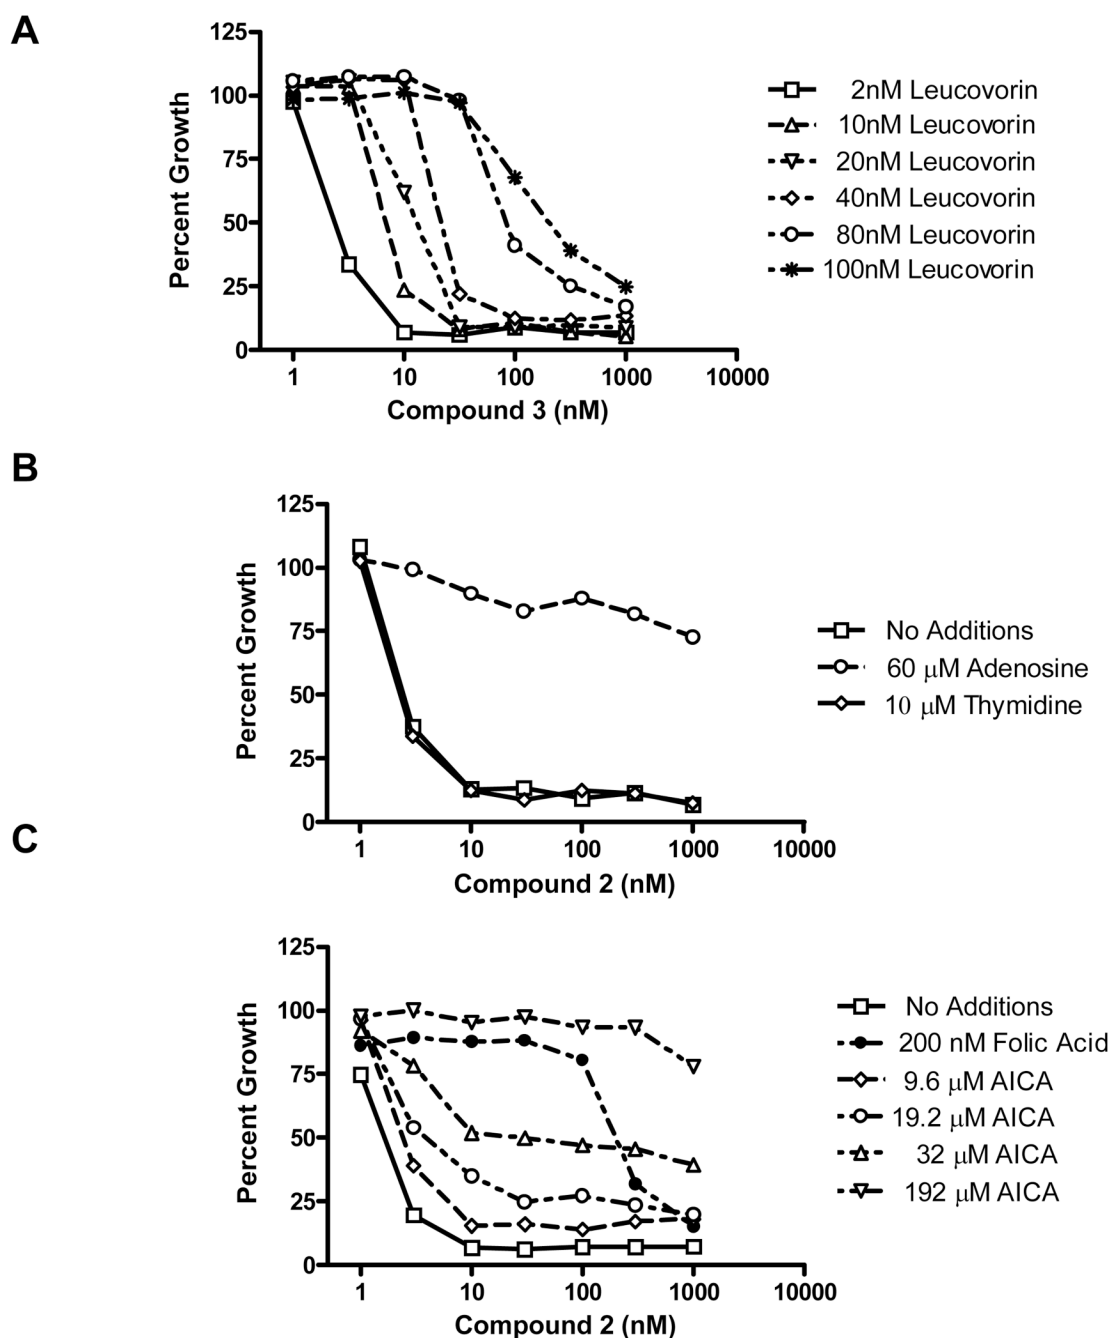 A
125
100
75
50
25
0
Percent Growth
1 10 100 1000 10000
Compound 3 (nM)
2nM Leucovorin
10nM Leucovorin
20nM Leucovorin
40nM Leucovorin
80nM Leucovorin
100nM Leucovorin
B
125
100
75
50
25
0
Percent Growth
1 10 100 1000 10000
Compound 2 (nM)
No Additions
60 μM Adenosine
10 μM Thymidine
C
125
100
75
50
25
0
Percent Growth
1 10 100 1000 10000
Compound 2 (nM)
No Additions
200 nM Folic Acid
9.6 μM AICA
19.2 μM AICA
32 μM AICA
192 μM AICA